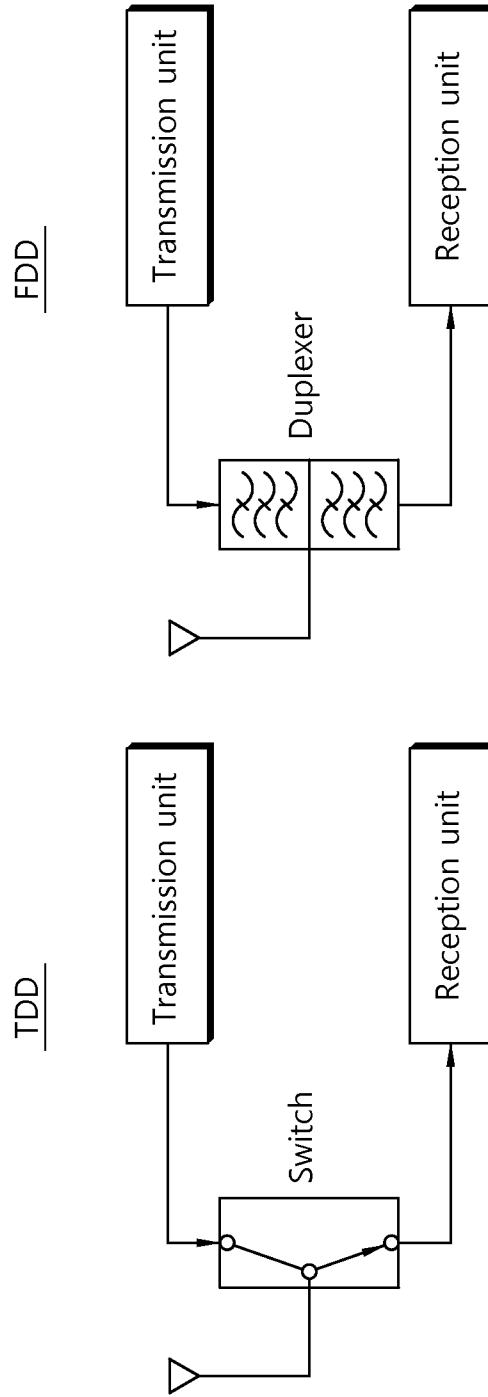 TDD
Transmission unit
Switch
Reception unit
FDD
Transmission unit
Duplexer
Reception unit